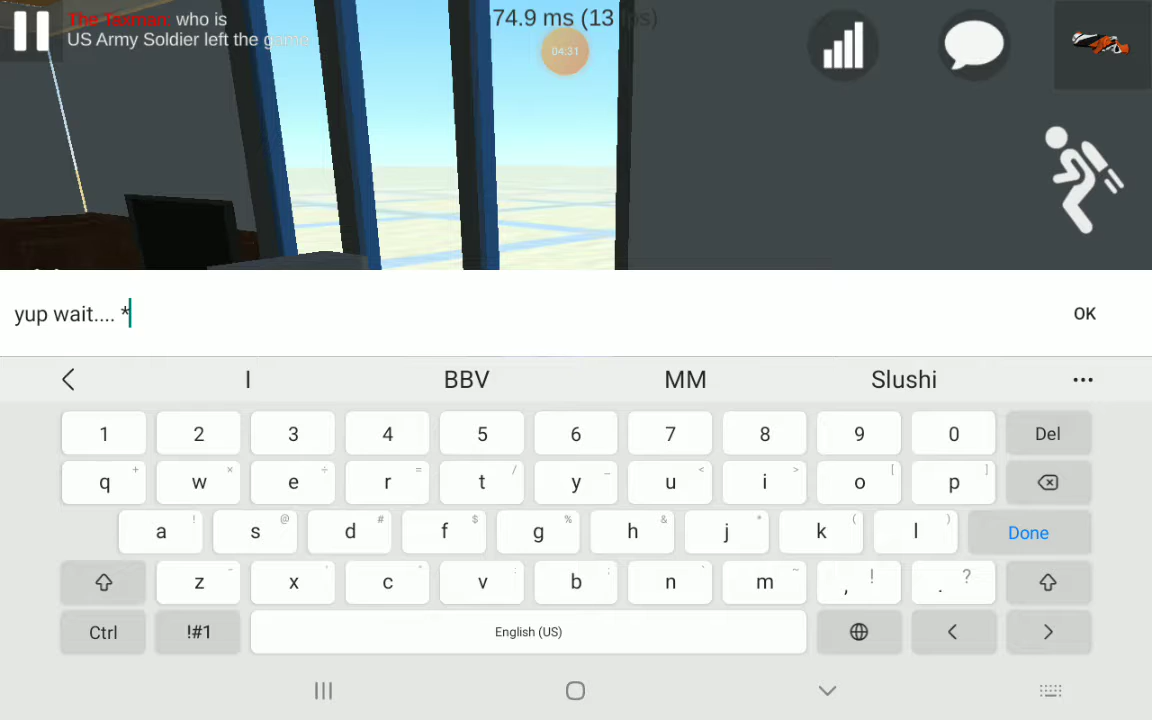 The Taxman: who is
US Army Soldier left the game
74.9 ms (13 fps)
04:31
yup wait.... *
OK
I BBV MM Slushi ...
1 2 3 4 5 6 7 8 9 0 Del
+ × ÷ = / _ < > [ ]
q w e r t y u i o p
! @ # $ % & * ( )
a s d f g h j k l Done
- ' " : ; ` ~ ! ?
z x c v b n m , .
Ctrl !#1 English (US) < >